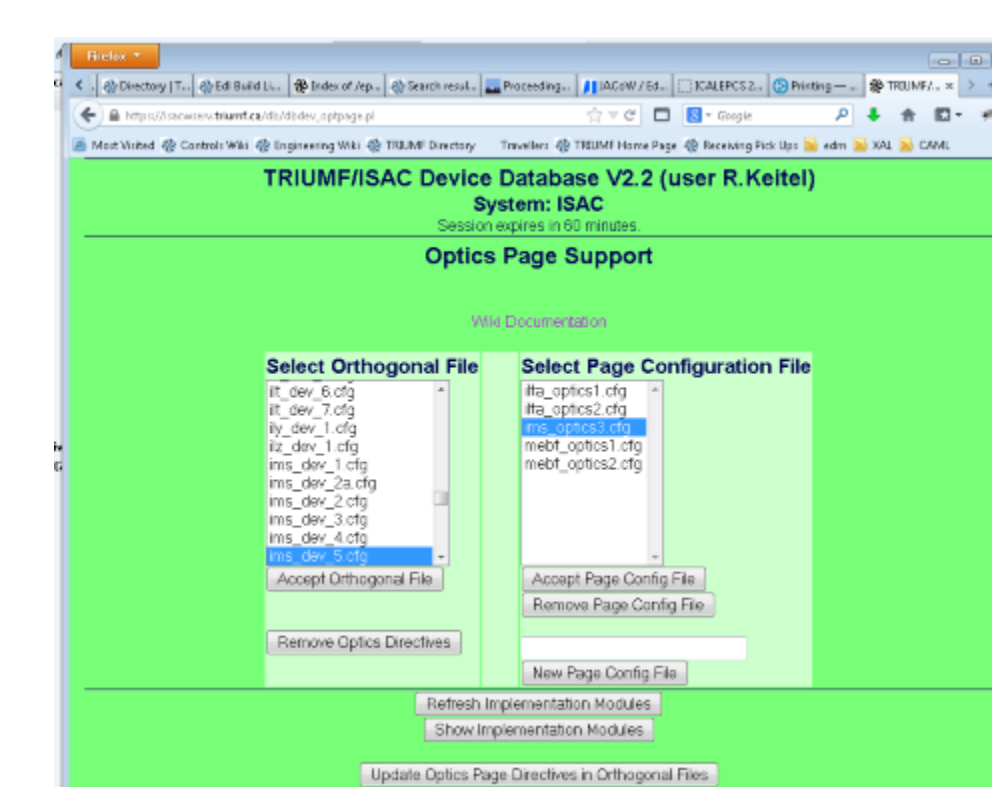 Firefox
Directory | T...
Edl Build Li...
Index of /ep...
Search resul...
Proceeding...
JACoW / Ed...
ICALEPCS 2...
Printing — ...
TRIUMF/...
triumf.ca/db/dbdev_optpage.pl
Google
Most Visited Controls Wiki Engineering Wiki TRIUMF Directory Travellers TRIUMF Home Page Receiving Pick Ups edm XAL CAML
TRIUMF/ISAC Device Database V2.2 (user R.Keitel)
System: ISAC
Session expires in 60 minutes.
Optics Page Support
Wiki Documentation
Select Orthogonal File
ilt_dev_6.cfg
ilt_dev_7.cfg
ily_dev_1.cfg
ilz_dev_1.cfg
ims_dev_1.cfg
ims_dev_2a.cfg
ims_dev_2.cfg
ims_dev_3.cfg
ims_dev_4.cfg
ims_dev_5.cfg
Accept Orthogonal File
Remove Optics Directives
Select Page Configuration File
ims_optics3.cfg
mebt_optics1.cfg
mebt_optics2.cfg
Accept Page Config File
Remove Page Config File
New Page Config File
Refresh Implementation Modules
Show Implementation Modules
Update Optics Page Directives in Orthogonal Files